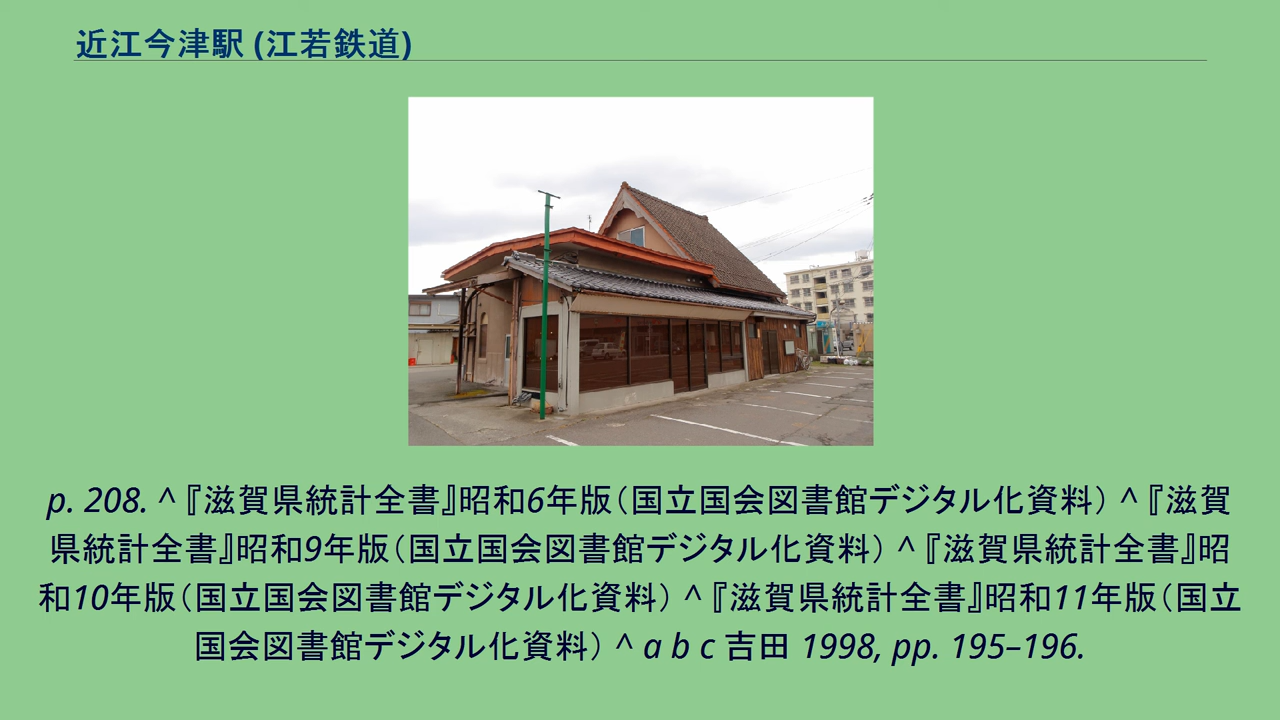 近江今津駅 (江若鉄道)
p. 208. ^ 『滋賀県統計全書』昭和6年版（国立国会図書館デジタル化資料） ^ 『滋賀
県統計全書』昭和9年版（国立国会図書館デジタル化資料） ^ 『滋賀県統計全書』昭
和10年版（国立国会図書館デジタル化資料） ^ 『滋賀県統計全書』昭和11年版（国立
国会図書館デジタル化資料） ^ a b c 吉田 1998, pp. 195–196.